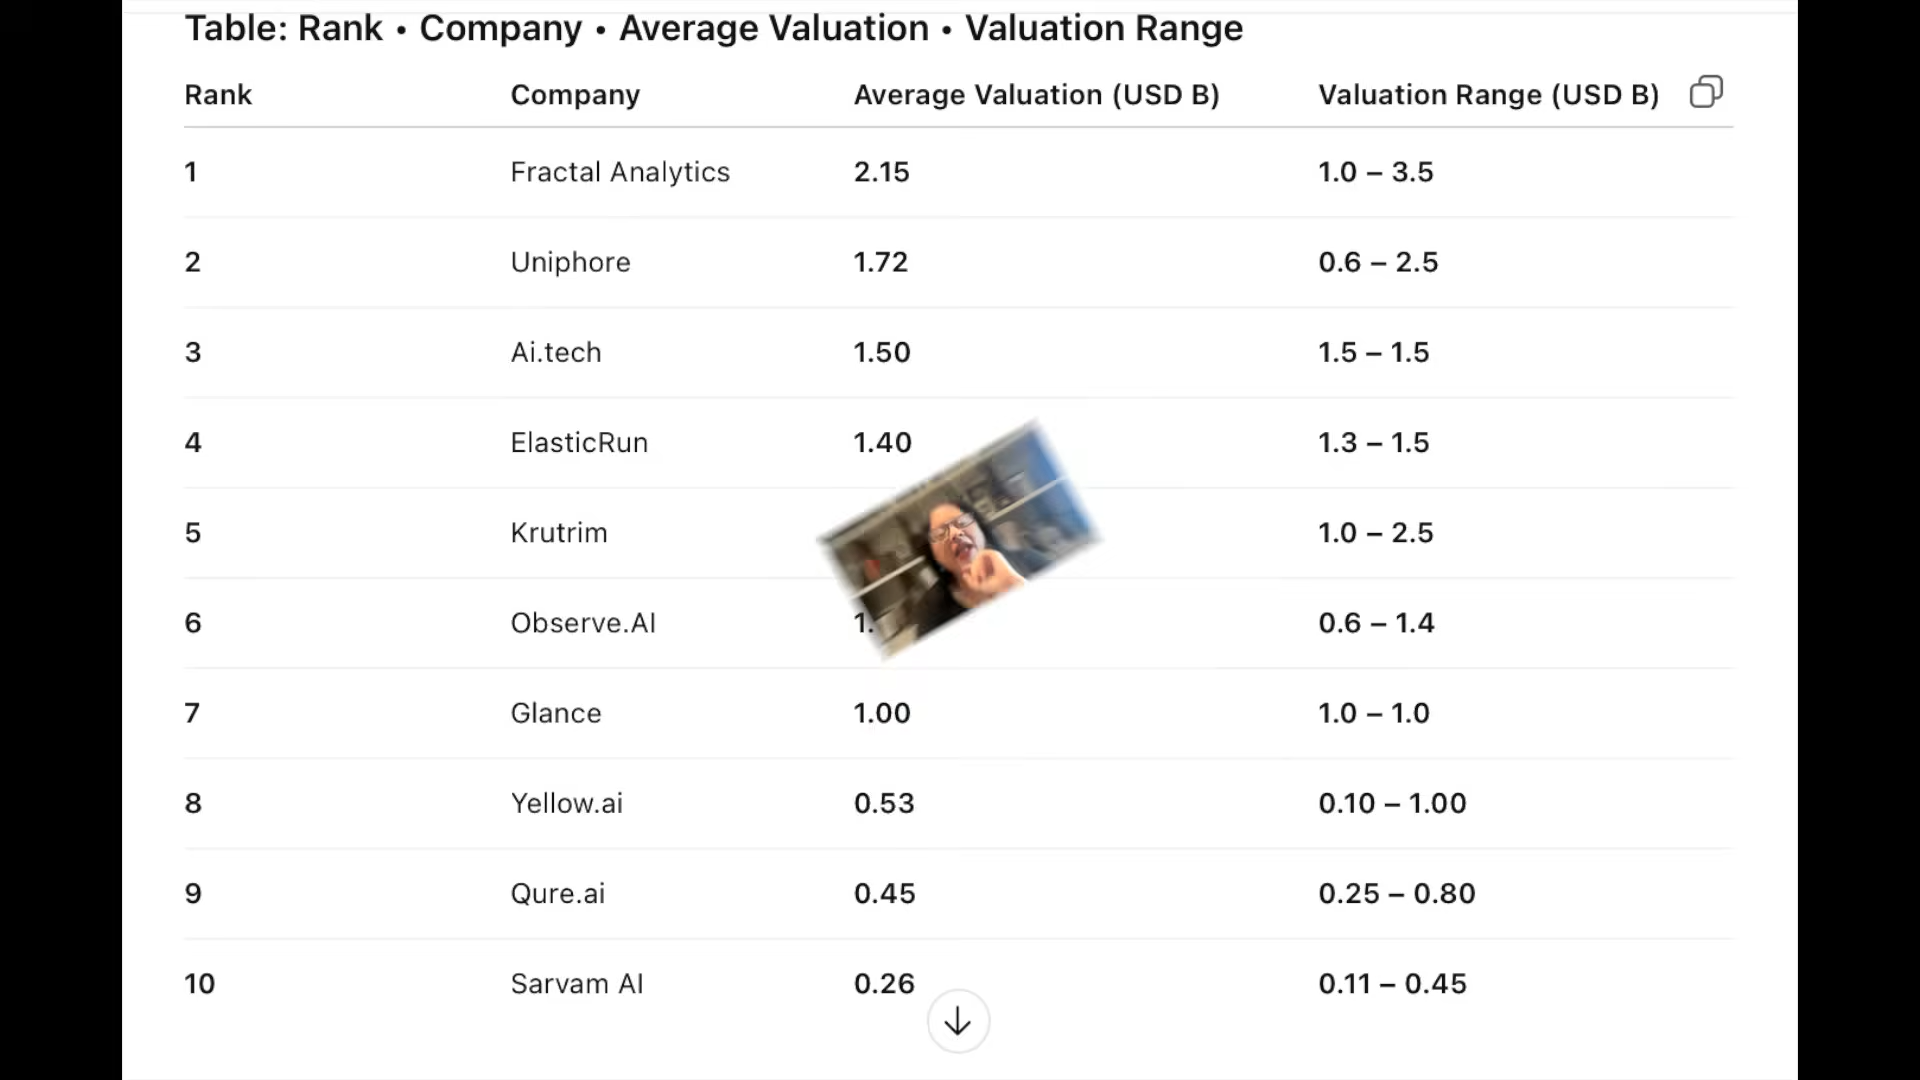 Table: Rank • Company • Average Valuation • Valuation Range
Rank Company Average Valuation (USD B) Valuation Range (USD B)
1 Fractal Analytics 2.15 1.0 – 3.5
2 Uniphore 1.72 0.6 – 2.5
3 Ai.tech 1.50 1.5 – 1.5
4 ElasticRun 1.40 1.3 – 1.5
5 Krutrim 1.0 – 2.5
6 Observe.AI 0.6 – 1.4
7 Glance 1.00 1.0 – 1.0
8 Yellow.ai 0.53 0.10 – 1.00
9 Qure.ai 0.45 0.25 – 0.80
10 Sarvam AI 0.26 0.11 – 0.45